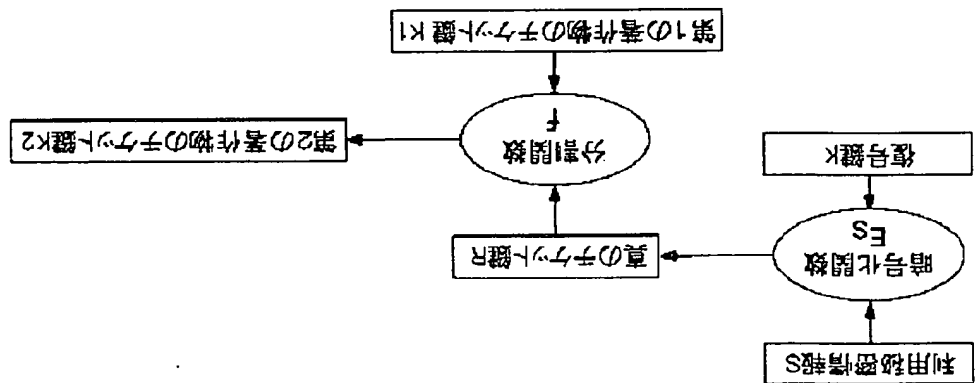 利用秘密情報S
暗号化関数
ES
真のチケット鍵R
復号鍵K
分割関数
f
第2の著作物のチケット鍵K2
第1の著作物のチケット鍵K1